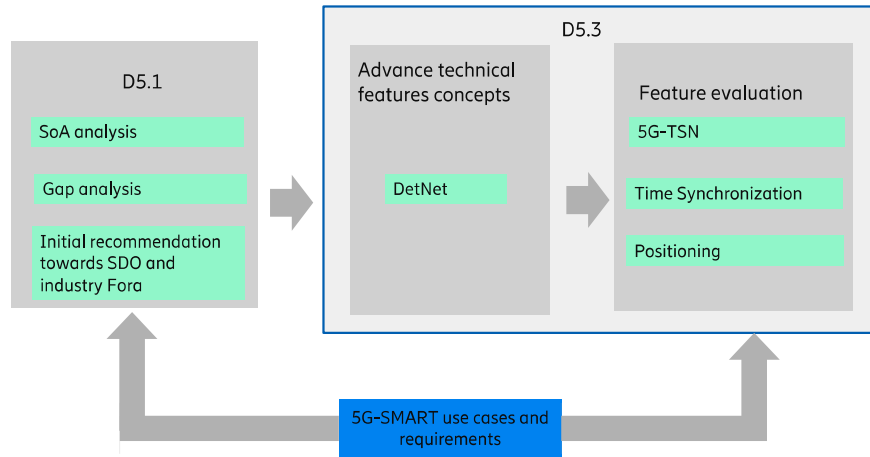 D5.1
SoA analysis
Gap analysis
Initial recommendation
towards SDO and
industry Fora
D5.3
Advance technical
features concepts
DetNet
Feature evaluation
5G-TSN
Time Synchronization
Positioning
5G-SMART use cases and
requirements